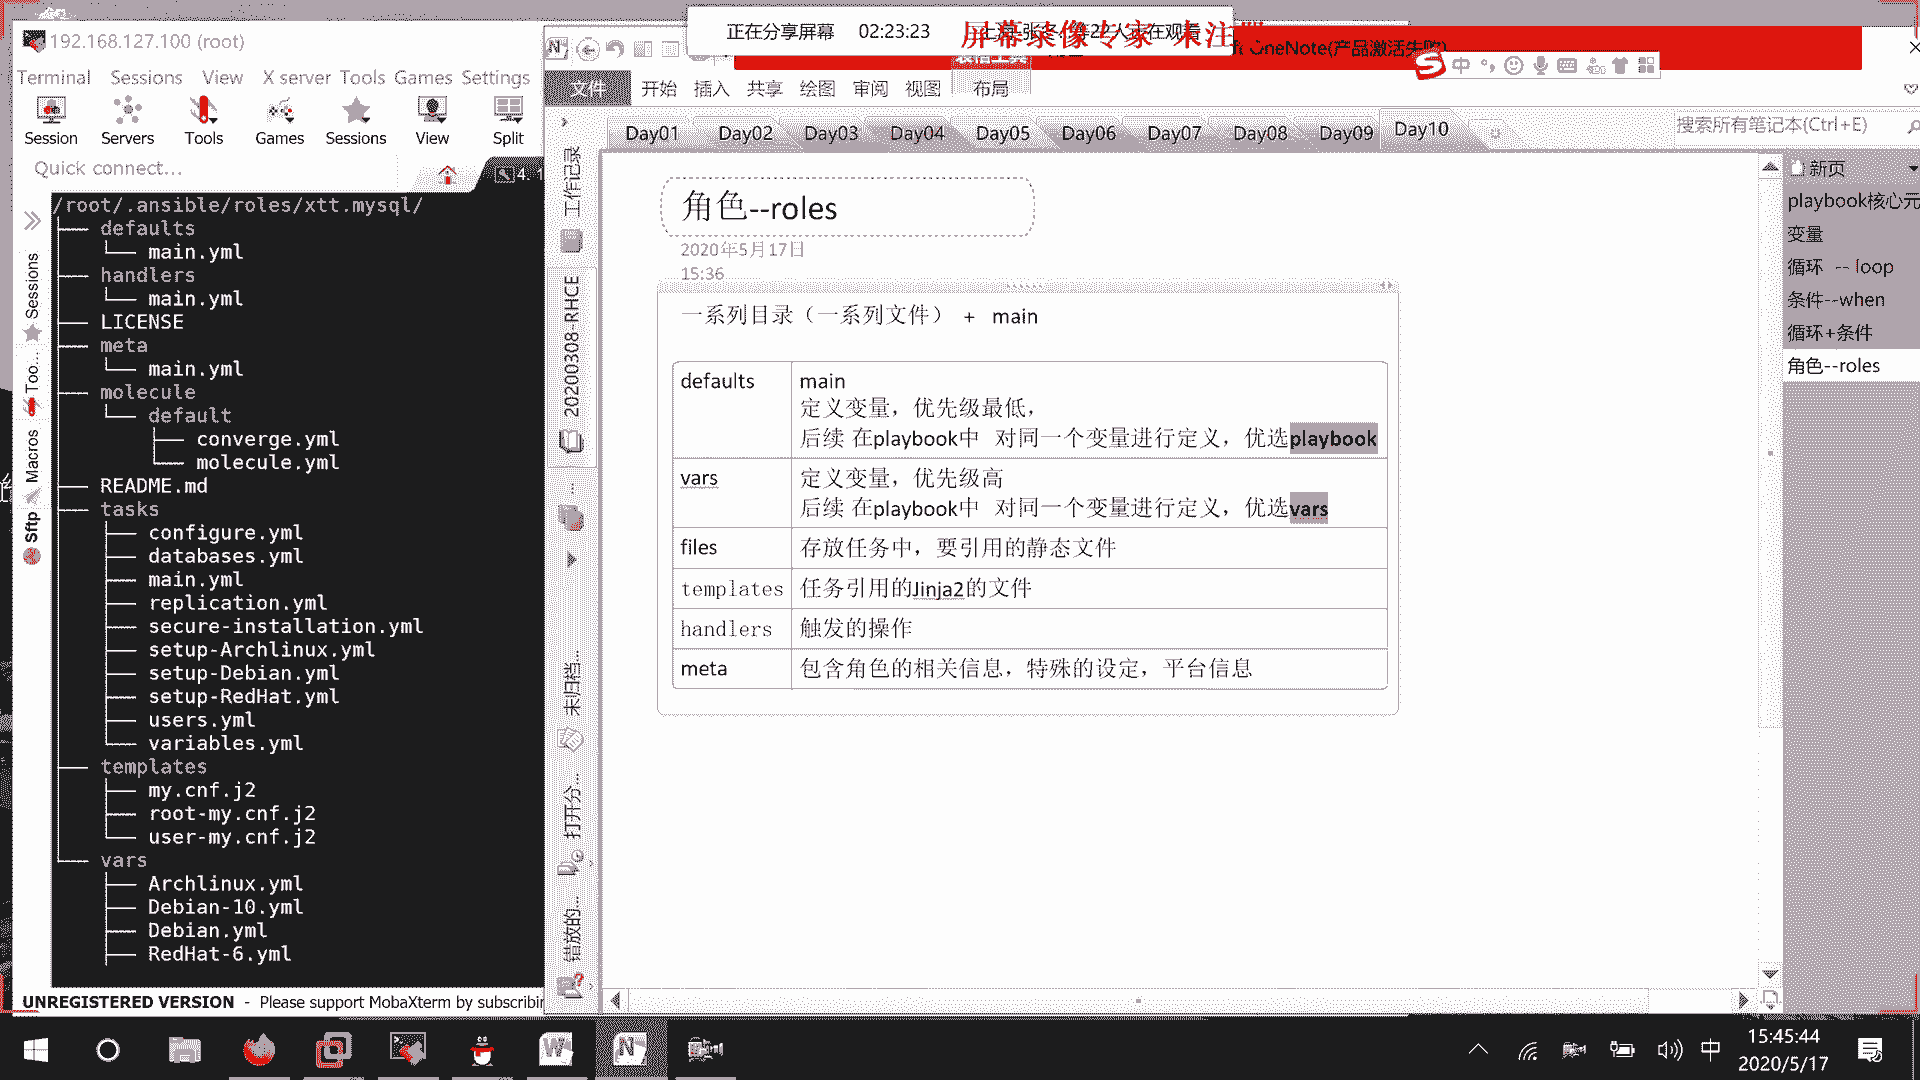 正在分享屏幕 02:23:23
屏幕录像专家 未注
OneNote(产品激活失败)
192.168.127.100 (root)
Terminal Sessions View X server Tools Games Settings
Session Servers Tools Games Sessions View Split
Quick connect...
4. 1
/root/.ansible/roles/xtt.mysql/
defaults
main.yml
handlers
main.yml
LICENSE
meta
main.yml
molecule
default
converge.yml
molecule.yml
README.md
tasks
configure.yml
databases.yml
main.yml
replication.yml
secure-installation.yml
setup-Archlinux.yml
setup-Debian.yml
setup-RedHat.yml
users.yml
variables.yml
templates
my.cnf.j2
root-my.cnf.j2
user-my.cnf.j2
vars
Archlinux.yml
Debian-10.yml
Debian.yml
RedHat-6.yml
Sessions
Too...
Macros
Sftp
UNREGISTERED VERSION - Please support MobaXterm by subscribin
文件 开始 插入 共享 绘图 审阅 视图 布局
Day01 Day02 Day03 Day04 Day05 Day06 Day07 Day08 Day09 Day10
搜索所有笔记本(Ctrl+E)
工作记录
20200308-RHCE
未归档...
打开分...
错放的...
角色--roles
2020年5月17日
15:36
一系列目录（一系列文件） + main
defaults main
定义变量，优先级最低，
后续 在playbook中 对同一个变量进行定义，优选playbook
vars 定义变量，优先级高
后续 在playbook中 对同一个变量进行定义，优选vars
files 存放任务中，要引用的静态文件
templates 任务引用的Jinja2的文件
handlers 触发的操作
meta 包含角色的相关信息，特殊的设定，平台信息
新页
playbook核心元
变量
循环 -- loop
条件--when
循环+条件
角色--roles
中
15:45:44
2020/5/17